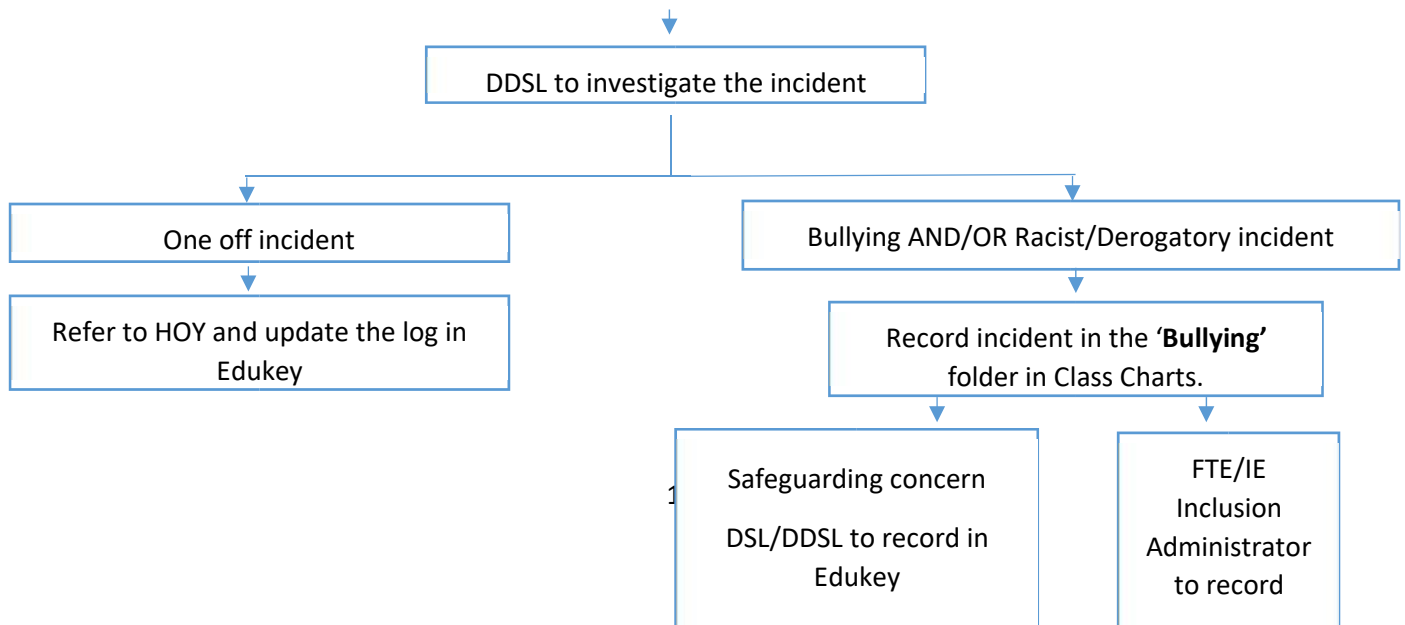 DDSL to investigate the incident
One off incident
Bullying AND/OR Racist/Derogatory incident
Refer to HOY and update the log in
Edukey
Record incident in the ‘Bullying’
folder in Class Charts.
1
Safeguarding concern
DSL/DDSL to record in
Edukey
FTE/IE
Inclusion
Administrator
to record